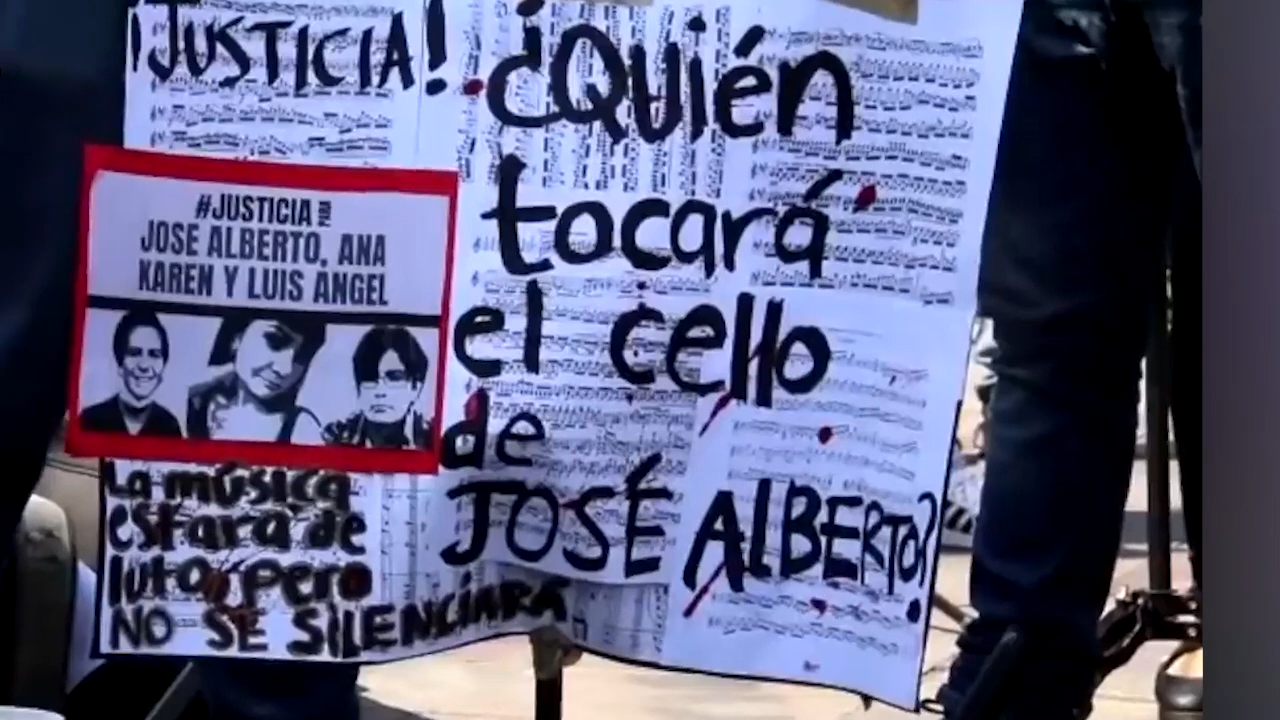 ¡JUSTICIA!
¿Quién
tocará
el cello
de
JOSÉ ALBERTO?
#JUSTICIA PARA
JOSE ALBERTO, ANA
KAREN Y LUIS ANGEL
La música
estará de
luto, pero
NO SE SILENCIARÁ